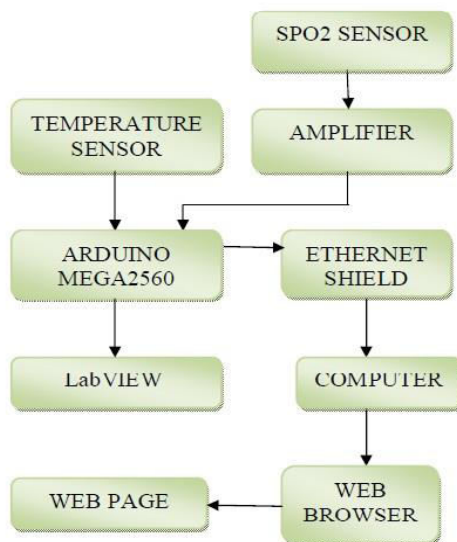 SPO2 SENSOR
TEMPERATURE
SENSOR
AMPLIFIER
ARDUINO
MEGA2560
ETHERNET
SHIELD
LabVIEW
COMPUTER
WEB PAGE
WEB
BROWSER